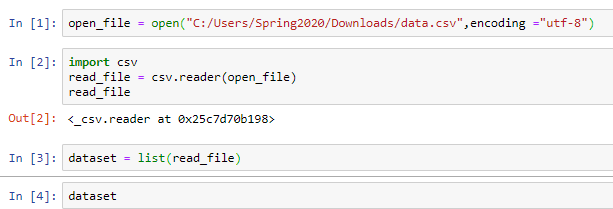 In [1]: open_file = open("C:/Users/Spring2020/Downloads/data.csv",encoding ="utf-8")
In [2]: import csv
read_file = csv.reader(open_file)
read_file
Out[2]: <_csv.reader at 0x25c7d70b198>
In [3]: dataset = list(read_file)
In [4]: dataset